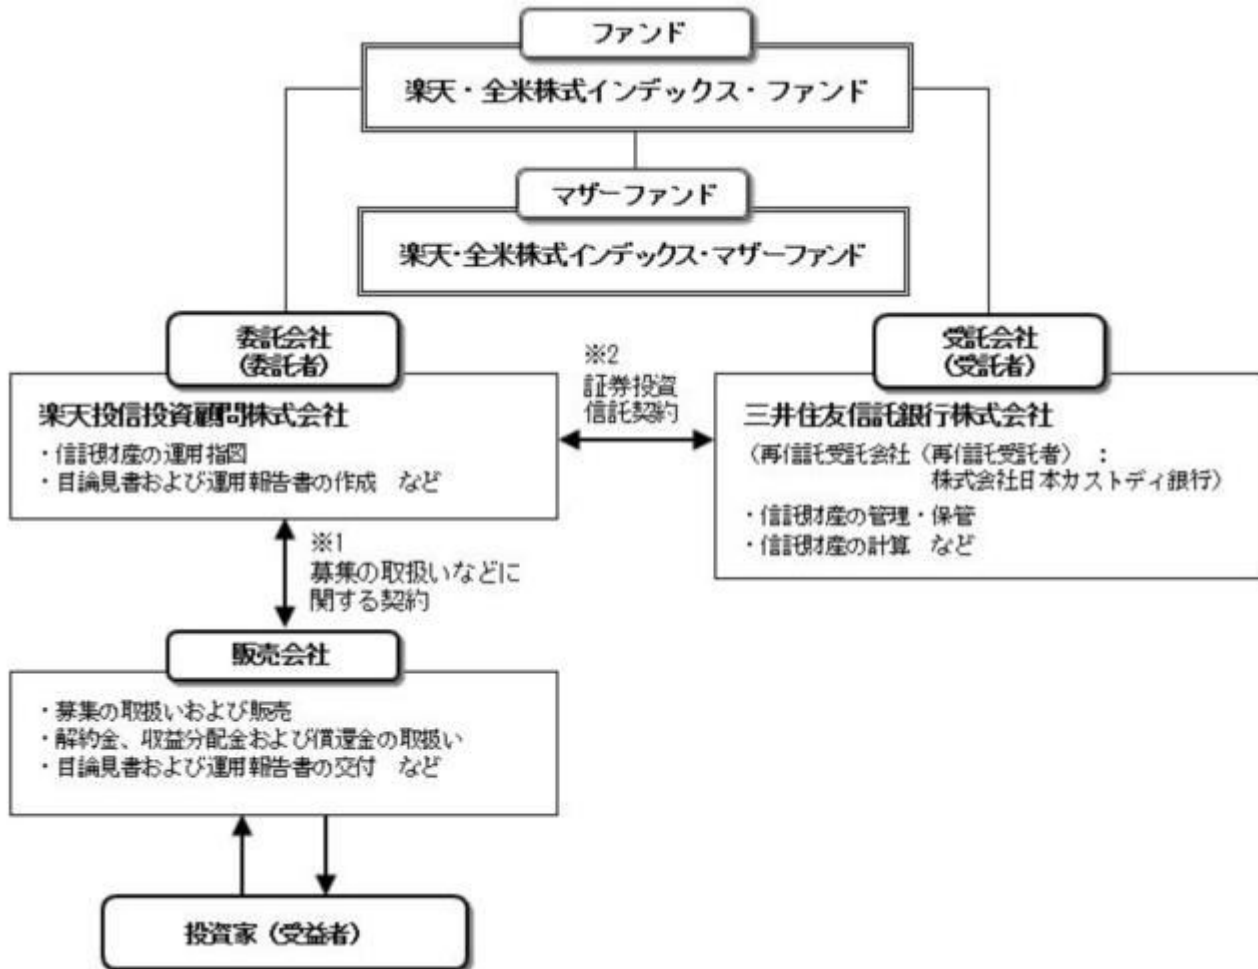 ファンド
楽天・全米株式インデックス・ファンド
マザーファンド
楽天・全米株式インデックス・マザーファンド
委託会社
(委託者)
楽天投信投資顧問株式会社
・信託財産の運用指図
・目論見書および運用報告書の作成 など
※2
証券投資
信託契約
受託会社
(受託者)
三井住友信託銀行株式会社
(再信託受託会社(再信託受託者):
株式会社日本カストディ銀行)
・信託財産の管理・保管
・信託財産の計算 など
※1
募集の取扱いなどに
関する契約
販売会社
・募集の取扱いおよび販売
・解約金、収益分配金および償還金の取扱い
・目論見書および運用報告書の交付 など
投資家(受益者)